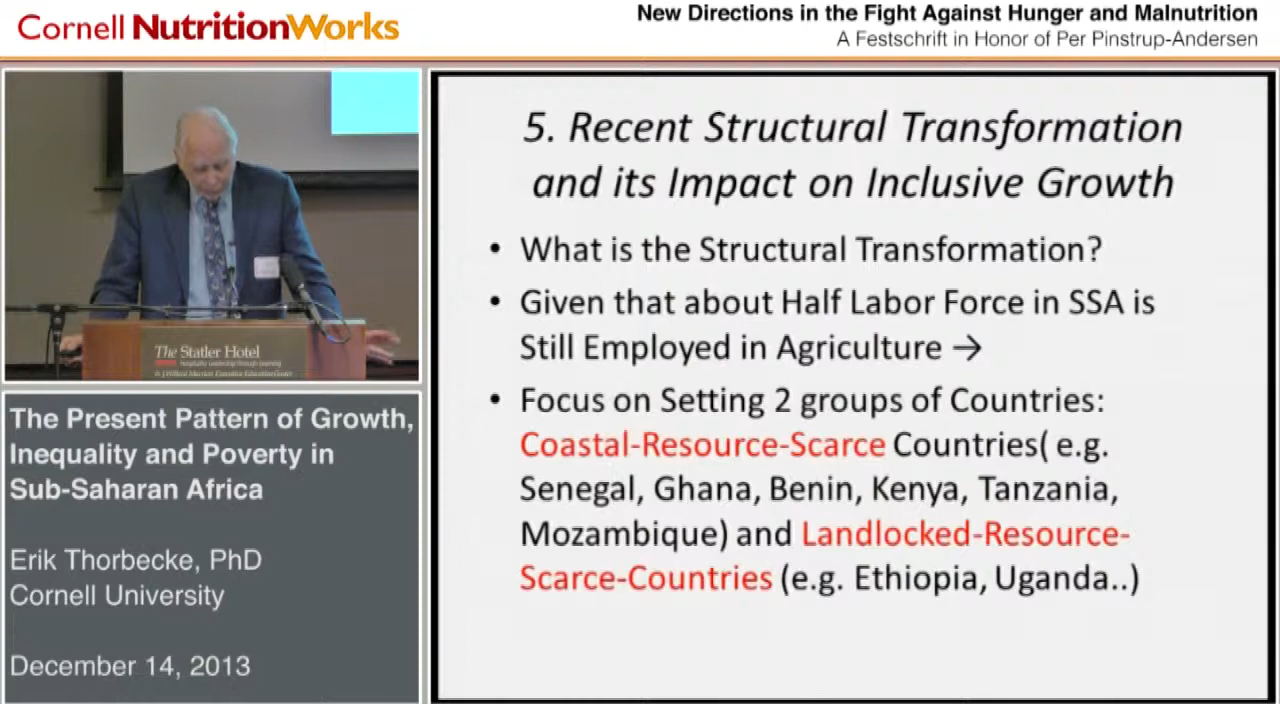 Cornell NutritionWorks
New Directions in the Fight Against Hunger and Malnutrition
A Festschrift in Honor of Per Pinstrup-Andersen
The Statler Hotel
The Present Pattern of Growth,
Inequality and Poverty in
Sub-Saharan Africa
Erik Thorbecke, PhD
Cornell University
December 14, 2013
5. Recent Structural Transformation
and its Impact on Inclusive Growth
• What is the Structural Transformation?
• Given that about Half Labor Force in SSA is
Still Employed in Agriculture →
• Focus on Setting 2 groups of Countries:
Coastal-Resource-Scarce Countries( e.g.
Senegal, Ghana, Benin, Kenya, Tanzania,
Mozambique) and Landlocked-Resource-
Scarce-Countries (e.g. Ethiopia, Uganda..)